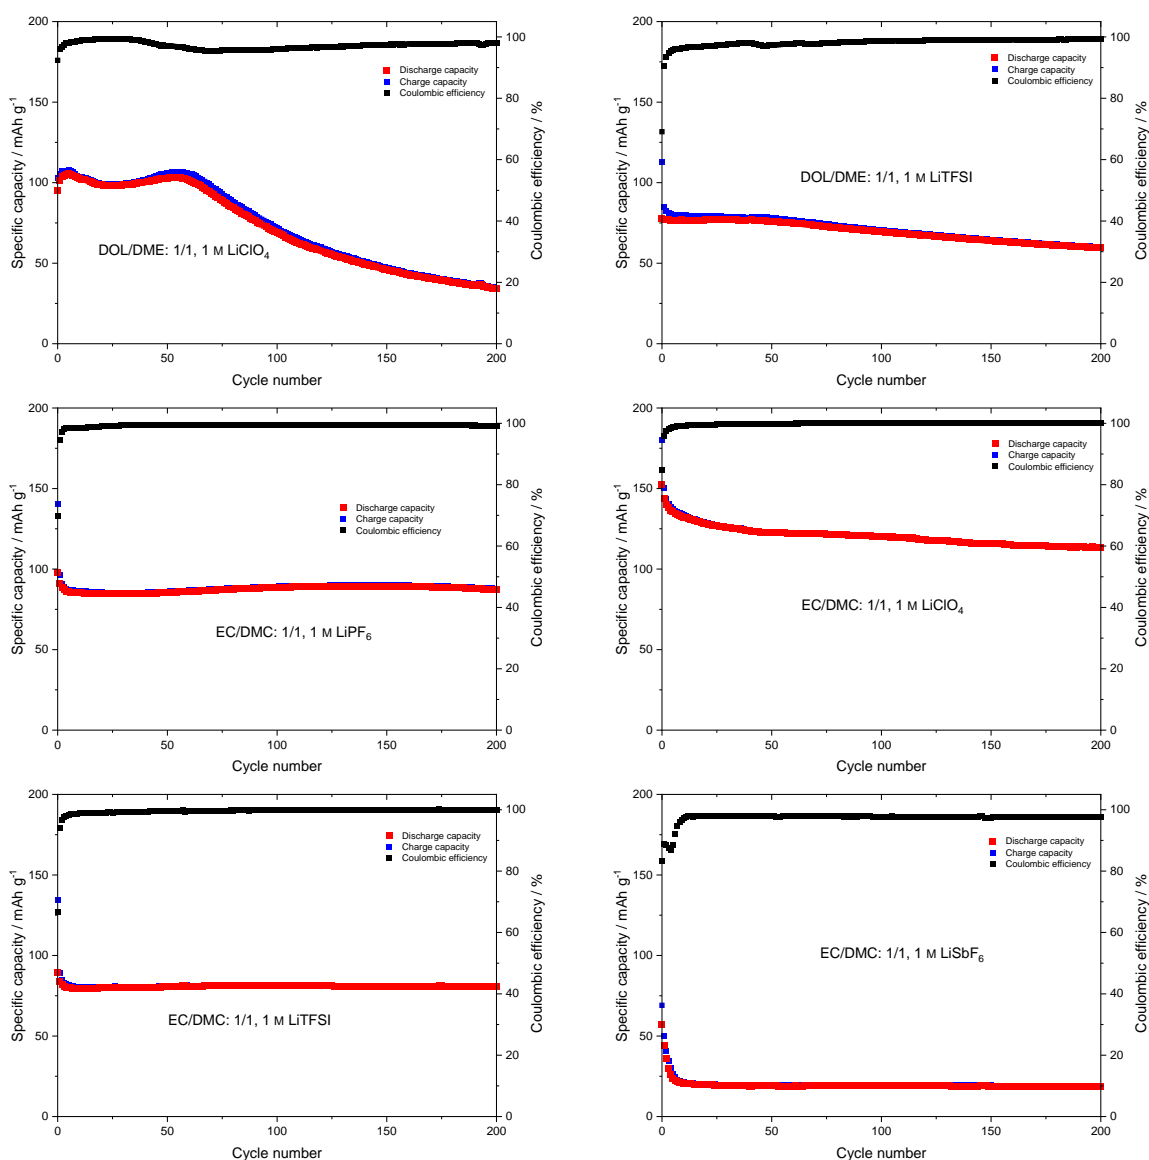 200
150
100
50
0
Specific capacity / mAh g⁻¹
Discharge capacity
Charge capacity
Coulombic efficiency
DOL/DME: 1/1, 1 M LiClO₄
100
80
60
40
20
0
Coulombic efficiency / %
0 50 100 150 200
Cycle number
200
150
100
50
0
Specific capacity / mAh g⁻¹
Discharge capacity
Charge capacity
Coulombic efficiency
DOL/DME: 1/1, 1 M LiTFSI
100
80
60
40
20
0
Coulombic efficiency / %
0 50 100 150 200
Cycle number
200
150
100
50
0
Specific capacity / mAh g⁻¹
Discharge capacity
Charge capacity
Coulombic efficiency
EC/DMC: 1/1, 1 M LiPF₆
100
80
60
40
20
0
Coulombic efficiency / %
0 50 100 150 200
Cycle number
200
150
100
50
0
Specific capacity / mAh g⁻¹
Discharge capacity
Charge capacity
Coulombic efficiency
EC/DMC: 1/1, 1 M LiClO₄
100
80
60
40
20
0
Coulombic efficiency / %
0 50 100 150 200
Cycle number
200
150
100
50
0
Specific capacity / mAh g⁻¹
Discharge capacity
Charge capacity
Coulombic efficiency
EC/DMC: 1/1, 1 M LiTFSI
100
80
60
40
20
0
Coulombic efficiency / %
0 50 100 150 200
Cycle number
200
150
100
50
0
Specific capacity / mAh g⁻¹
Discharge capacity
Charge capacity
Coulombic efficiency
EC/DMC: 1/1, 1 M LiSbF₆
100
80
60
40
20
0
Coulombic efficiency / %
0 50 100 150 200
Cycle number